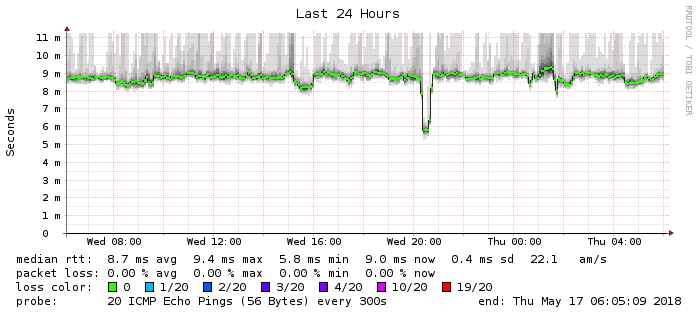 Last 24 Hours
RRDTOOL / TOBI OETIKER
Seconds
11 m
10 m
9 m
8 m
7 m
6 m
5 m
4 m
3 m
2 m
1 m
0
Wed 08:00 Wed 12:00 Wed 16:00 Wed 20:00 Thu 00:00 Thu 04:00
median rtt: 8.7 ms avg 9.4 ms max 5.8 ms min 9.0 ms now 0.4 ms sd 22.1 am/s
packet loss: 0.00 % avg 0.00 % max 0.00 % min 0.00 % now
loss color: 0 1/20 2/20 3/20 4/20 10/20 19/20
probe: 20 ICMP Echo Pings (56 Bytes) every 300s end: Thu May 17 06:05:09 2018